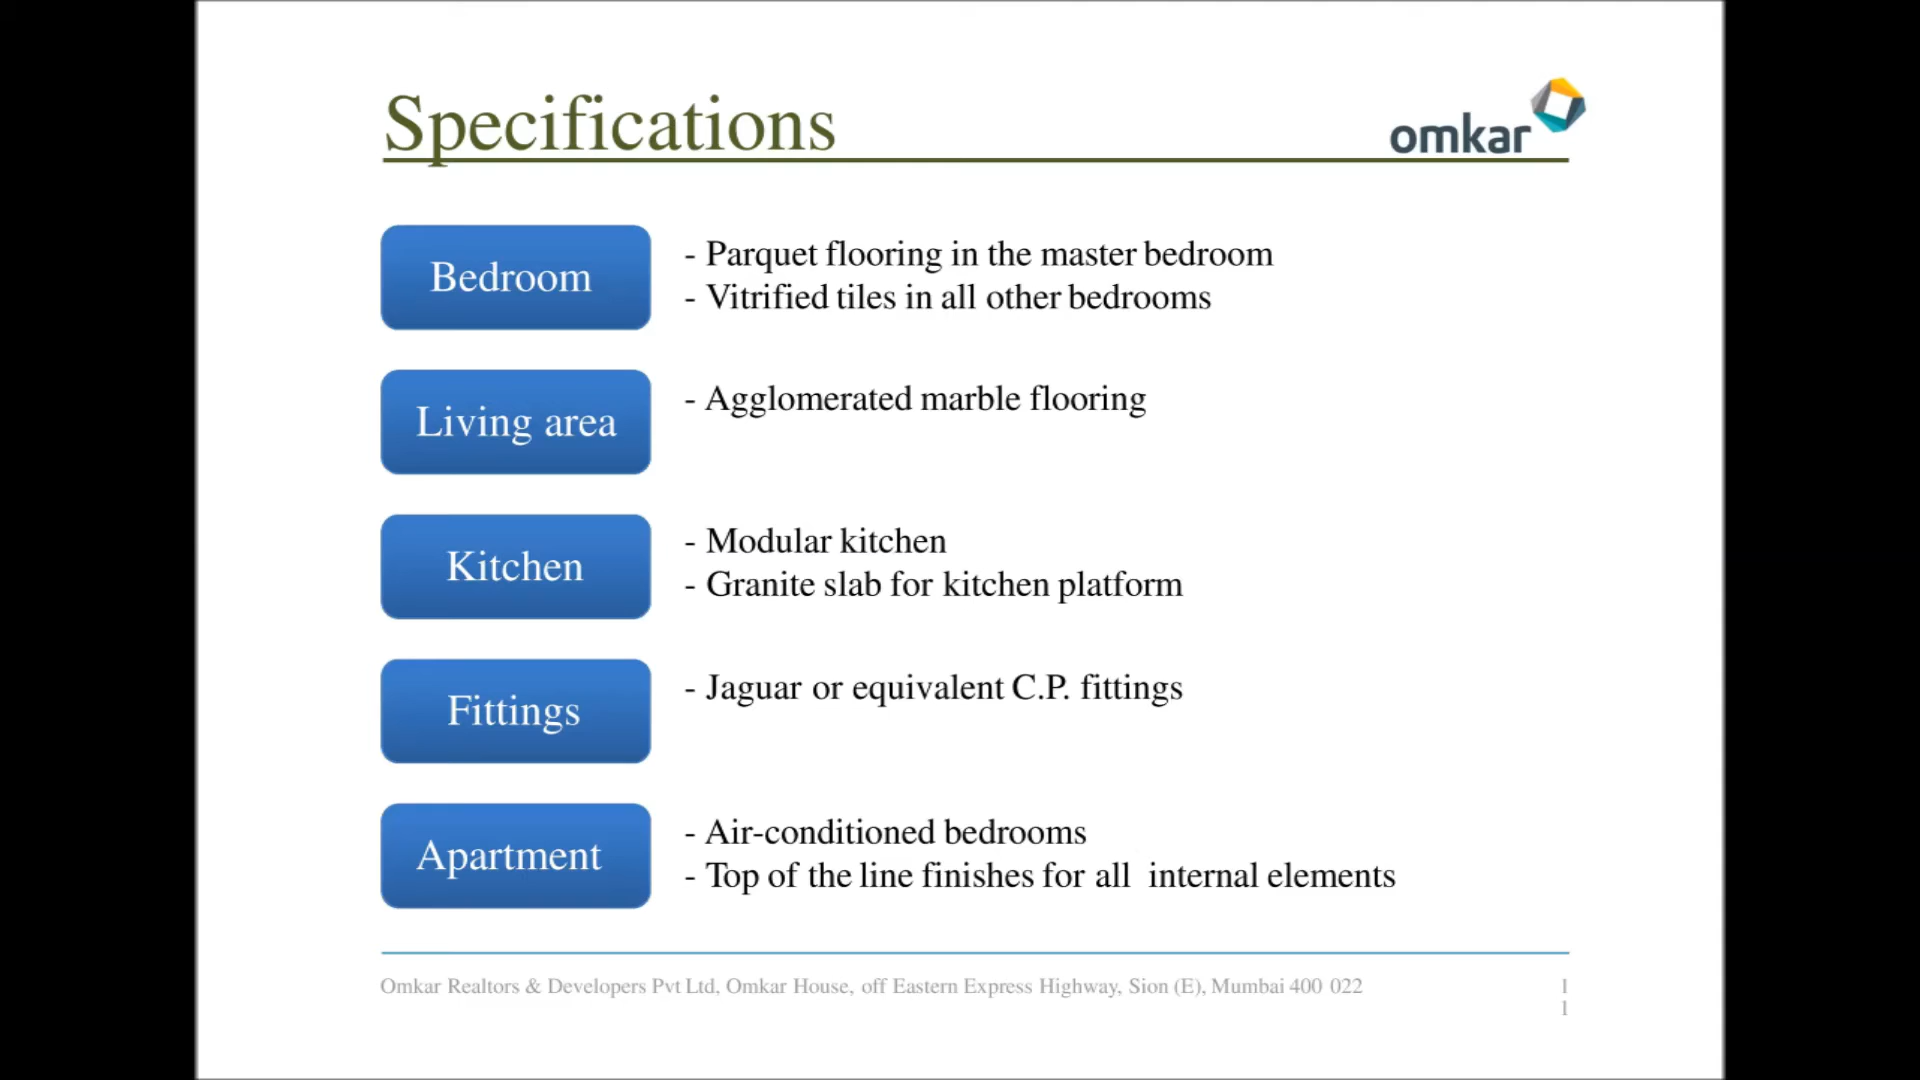 Specifications
omkar
Bedroom
- Parquet flooring in the master bedroom
- Vitrified tiles in all other bedrooms
Living area
- Agglomerated marble flooring
Kitchen
- Modular kitchen
- Granite slab for kitchen platform
Fittings
- Jaguar or equivalent C.P. fittings
Apartment
- Air-conditioned bedrooms
- Top of the line finishes for all internal elements
Omkar Realtors & Developers Pvt Ltd, Omkar House, off Eastern Express Highway, Sion (E), Mumbai 400 022
1
1